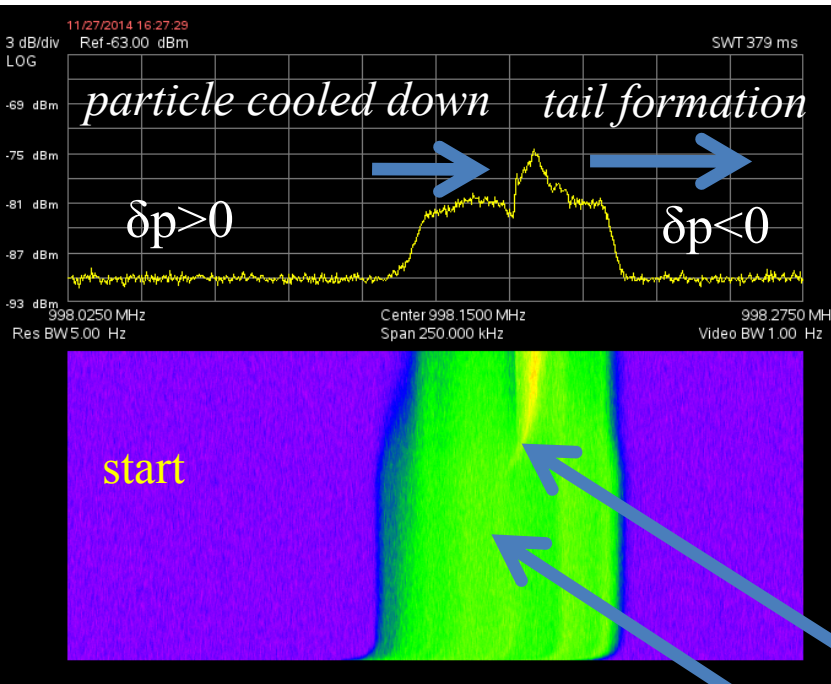 11/27/2014 16:27:29
3 dB/div Ref -63.00 dBm SWT 379 ms
LOG
-69 dBm particle cooled down tail formation
-75 dBm
-81 dBm
δp>0 δp<0
-87 dBm
-93 dBm
998.0250 MHz Center 998.1500 MHz 998.2750 MH
Res BW 5.00 Hz Span 250.000 kHz Video BW 1.00 Hz
start